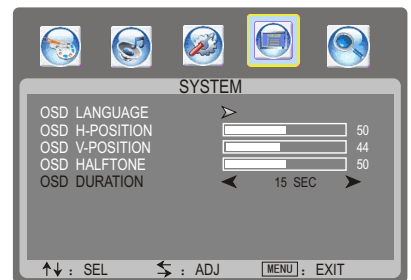 SYSTEM
OSD LANGUAGE
OSD H-POSITION 50
OSD V-POSITION 44
OSD HALFTONE 50
OSD DURATION 15 SEC
: SEL : ADJ MENU : EXIT